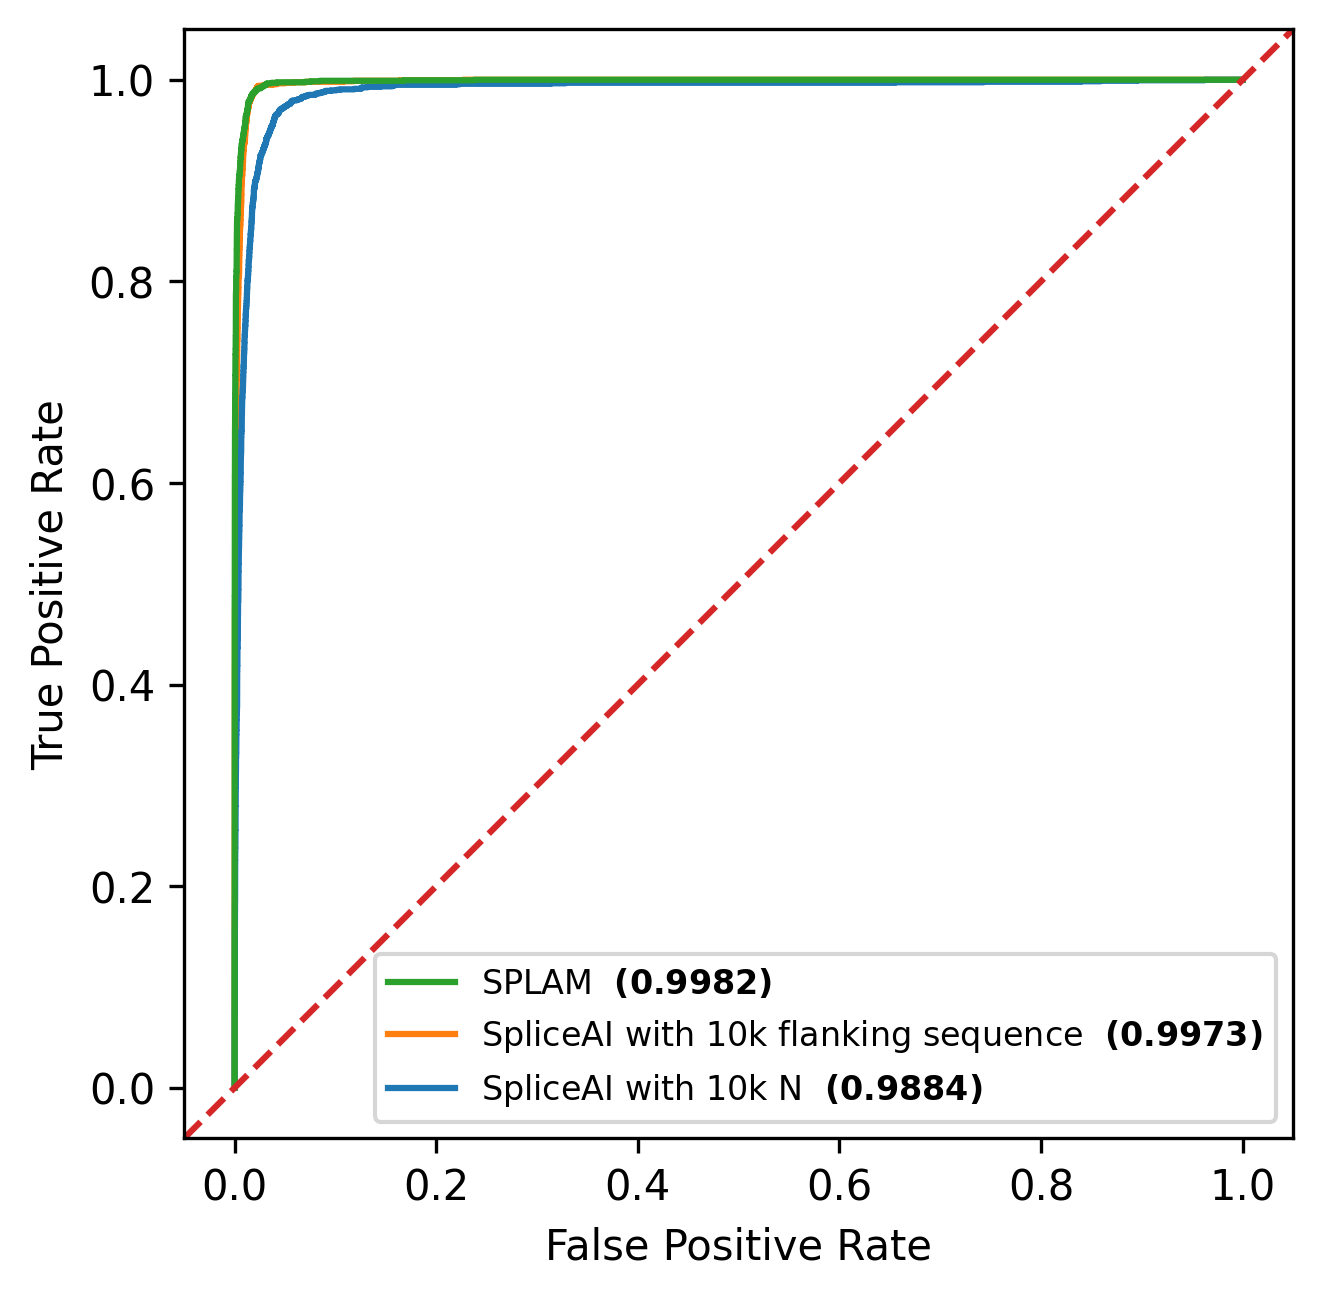 1.0
0.8
0.6
0.4
0.2
0.0
True Positive Rate
SPLAM (0.9982)
SpliceAI with 10k flanking sequence (0.9973)
SpliceAI with 10k N (0.9884)
0.0 0.2 0.4 0.6 0.8 1.0
False Positive Rate